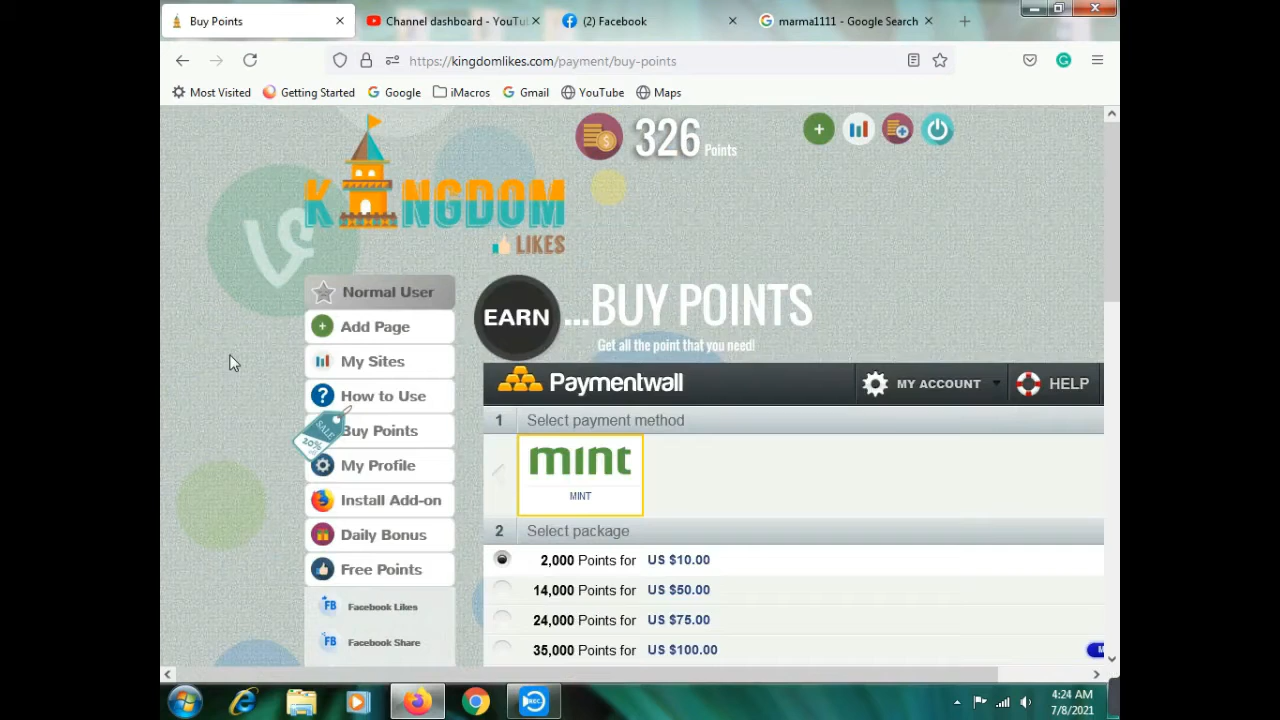 Buy Points
Channel dashboard - YouTu
(2) Facebook
marma1111 - Google Search
https://kingdomlikes.com/payment/buy-points
Most Visited
Getting Started
Google
iMacros
Gmail
YouTube
Maps
326 Points
KINGDOM
LIKES
Normal User
Add Page
My Sites
How to Use
SALE
20%
Buy Points
My Profile
Install Add-on
Daily Bonus
Free Points
FB Facebook Likes
FB Facebook Share
EARN ...BUY POINTS
Get all the point that you need!
Paymentwall
MY ACCOUNT
HELP
1 Select payment method
mint
MINT
2 Select package
2,000 Points for US $10.00
14,000 Points for US $50.00
24,000 Points for US $75.00
35,000 Points for US $100.00
REC
4:24 AM
7/8/2021